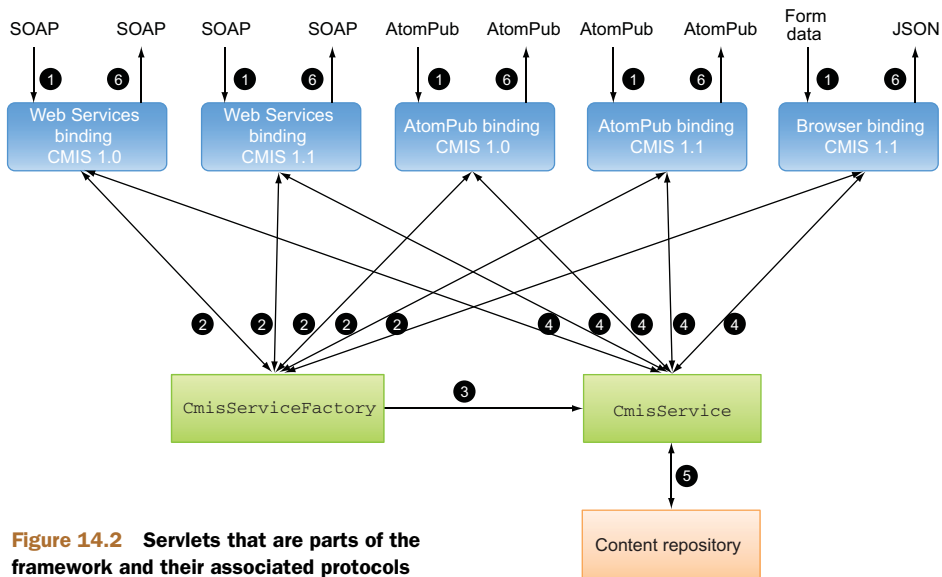 SOAP SOAP SOAP SOAP AtomPub AtomPub AtomPub AtomPub Form data JSON
1 6 1 6 1 6 1 6 1 6
Web Services binding CMIS 1.0
Web Services binding CMIS 1.1
AtomPub binding CMIS 1.0
AtomPub binding CMIS 1.1
Browser binding CMIS 1.1
2 2 2 2 2 4 4 4 4 4
CmisServiceFactory
3
CmisService
5
Content repository
Figure 14.2 Servlets that are parts of the
framework and their associated protocols